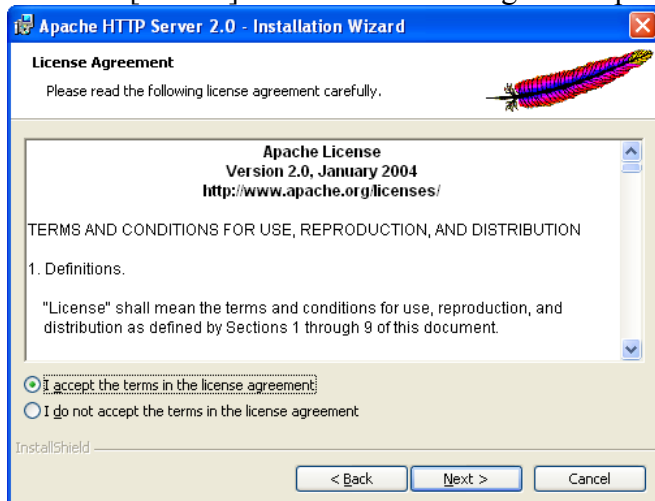 Apache HTTP Server 2.0 - Installation Wizard
License Agreement
Please read the following license agreement carefully.
Apache License
Version 2.0, January 2004
http://www.apache.org/licenses/
TERMS AND CONDITIONS FOR USE, REPRODUCTION, AND DISTRIBUTION
1. Definitions.
"License" shall mean the terms and conditions for use, reproduction, and
distribution as defined by Sections 1 through 9 of this document.
I accept the terms in the license agreement
I do not accept the terms in the license agreement
InstallShield
< Back Next > Cancel